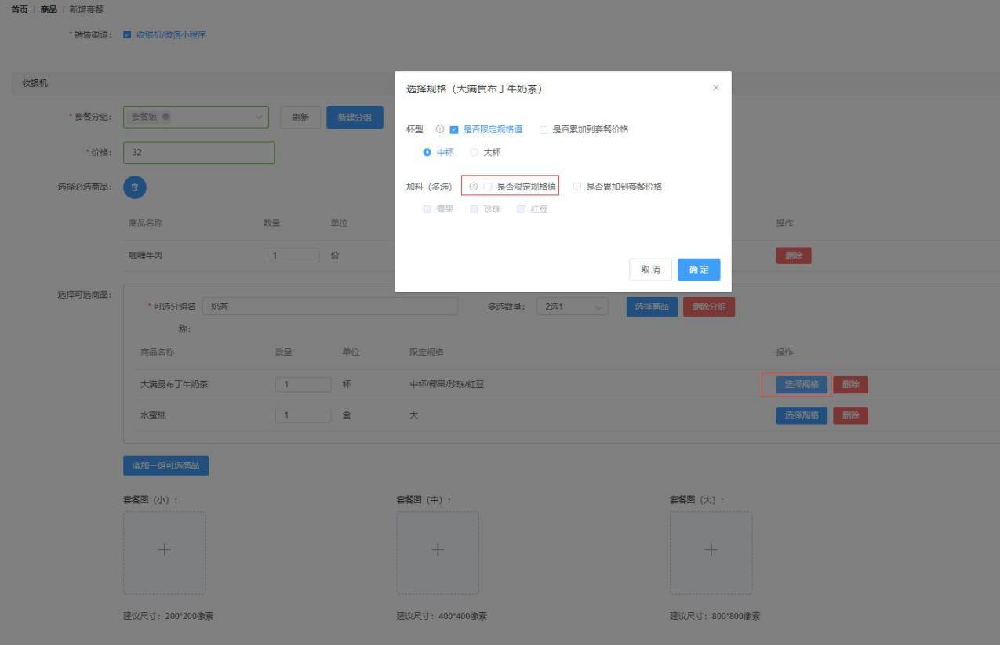 首页 / 商品 / 新增套餐
* 销售渠道: 收银机/微信小程序
收银机
* 套餐分组: 套餐饭 刷新 新建分组
* 价格: 32
选择必选商品:
商品名称 数量 单位 操作
咖喱牛肉 1 份 删除
选择可选商品:
* 可选分组名称: 奶茶 多选数量: 2选1 选择商品 删除分组
商品名称 数量 单位 限定规格 操作
大满贯布丁牛奶茶 1 杯 中杯/椰果/珍珠/红豆 选择规格 删除
水蜜桃 1 盒 大 选择规格 删除
添加一组可选商品
套餐图（小）: 套餐图（中）: 套餐图（大）:
建议尺寸: 200*200像素 建议尺寸: 400*400像素 建议尺寸: 800*800像素
选择规格（大满贯布丁牛奶茶） ×
杯型 是否限定规格值 是否累加到套餐价格
中杯 大杯
加料（多选） 是否限定规格值 是否累加到套餐价格
椰果 珍珠 红豆
取消 确定